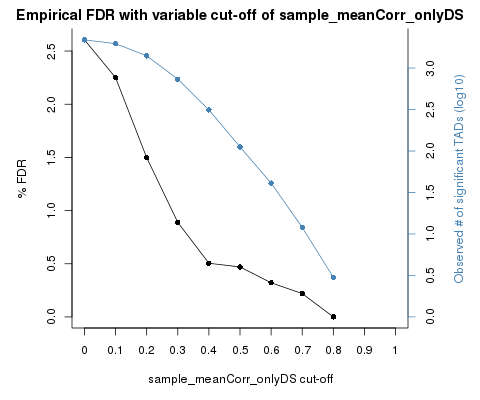 Empirical FDR with variable cut-off of sample_meanCorr_onlyDS
% FDR
2.5
2.0
1.5
1.0
0.5
0.0
3.0
2.5
2.0
1.5
1.0
0.5
0.0
Observed # of significant TADs (log10)
0 0.1 0.2 0.3 0.4 0.5 0.6 0.7 0.8 0.9 1
sample_meanCorr_onlyDS cut-off